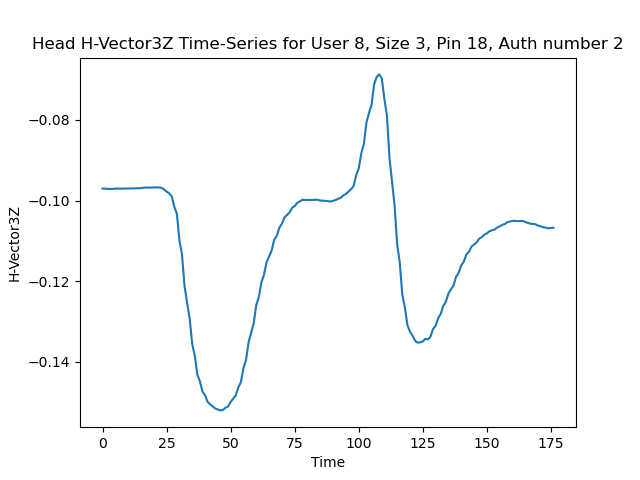 Head H-Vector3Z Time-Series for User 8, Size 3, Pin 18, Auth number 2
−0.08
−0.10
−0.12
−0.14
H-Vector3Z
0 25 50 75 100 125 150 175
Time